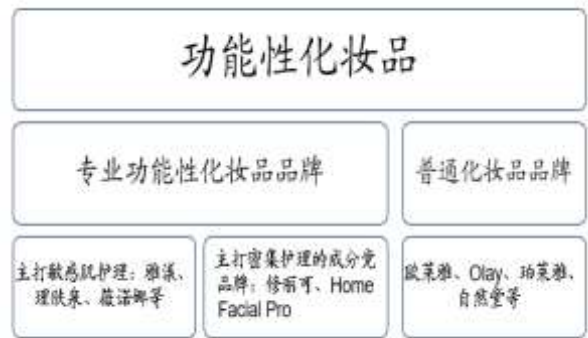 功能性化妆品
专业功能性化妆品品牌
普通化妆品品牌
主打敏感肌护理：雅漾、
理肤泉、薇诺娜等
主打密集护理的成分党
品牌：修丽可、Home
Facial Pro
欧莱雅、Olay、珀莱雅、
自然堂等